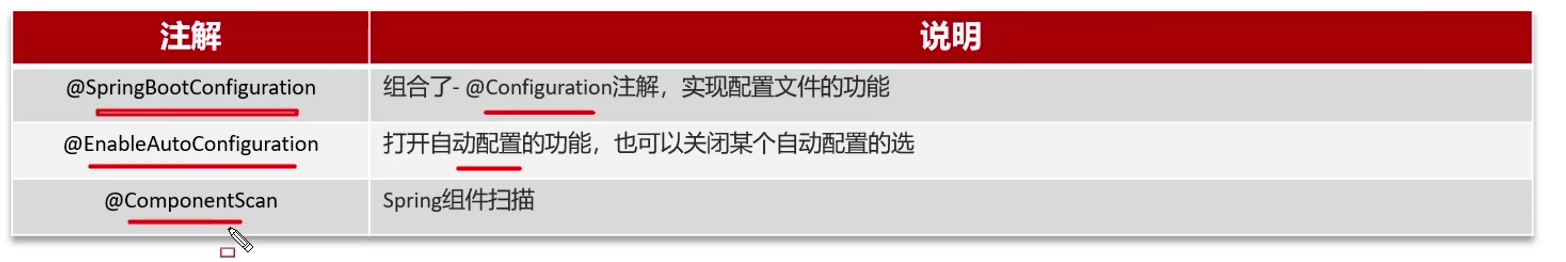 注解 说明
@SpringBootConfiguration 组合了- @Configuration注解，实现配置文件的功能
@EnableAutoConfiguration 打开自动配置的功能，也可以关闭某个自动配置的选
@ComponentScan Spring组件扫描